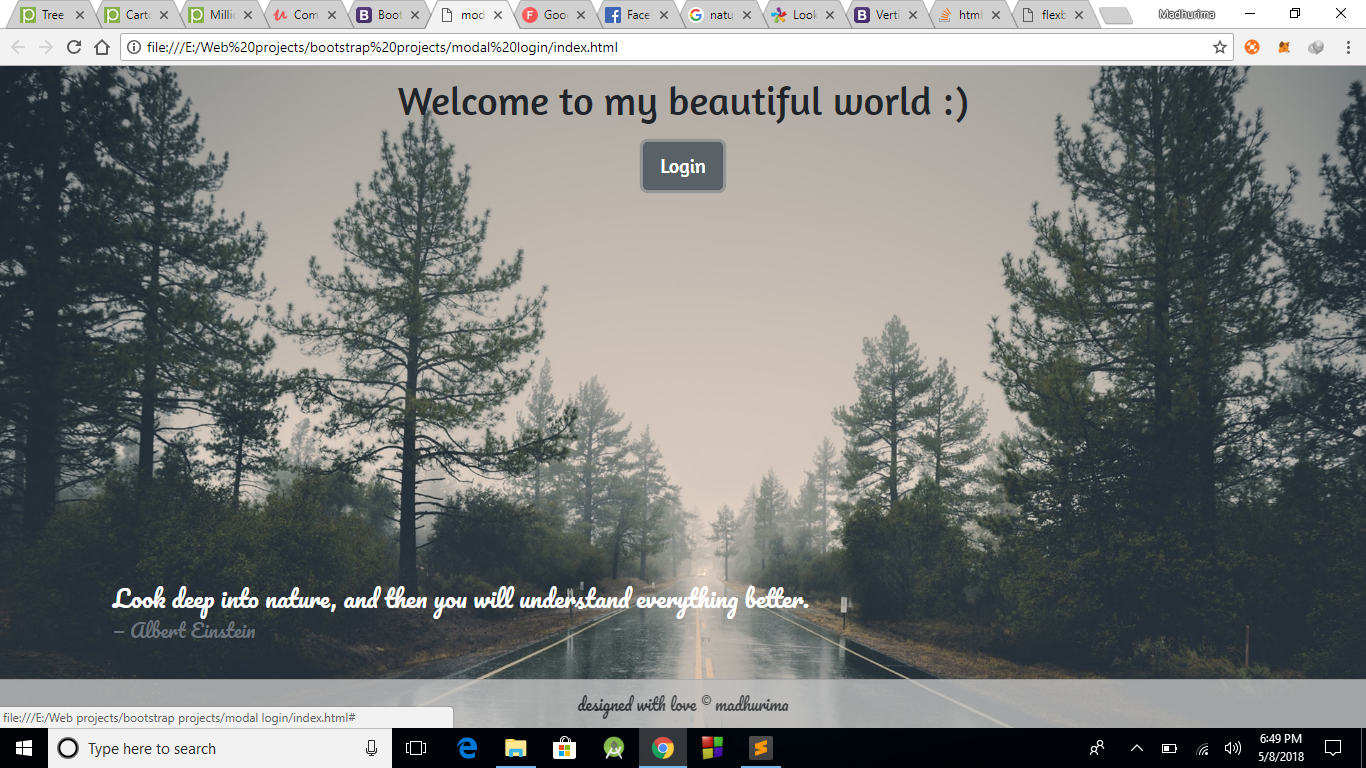 Tree
Carto
Milli
Com
Boot
mod
Goo
Face
natu
Look
Verti
html
flexb
Madhurima
file:///E:/Web%20projects/bootstrap%20projects/modal%20login/index.html
Welcome to my beautiful world :)
Login
Look deep into nature, and then you will understand everything better.
– Albert Einstein
designed with love © madhurima
file:///E:/Web projects/bootstrap projects/modal login/index.html#
Type here to search
6:49 PM
5/8/2018